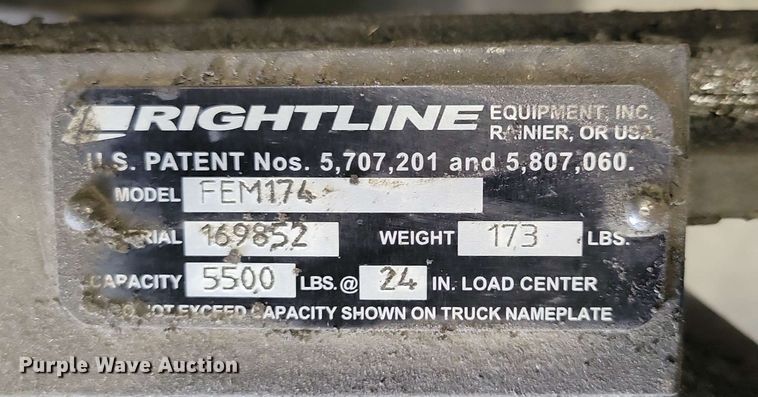 RIGHTLINE EQUIPMENT, INC.
RAINIER, OR USA
U.S. PATENT Nos. 5,707,201 and 5,807,060.
MODEL FEM174
SERIAL 169852 WEIGHT 173 LBS.
CAPACITY 5500 LBS. @ 24 IN. LOAD CENTER
DO NOT EXCEED CAPACITY SHOWN ON TRUCK NAMEPLATE
Purple Wave Auction